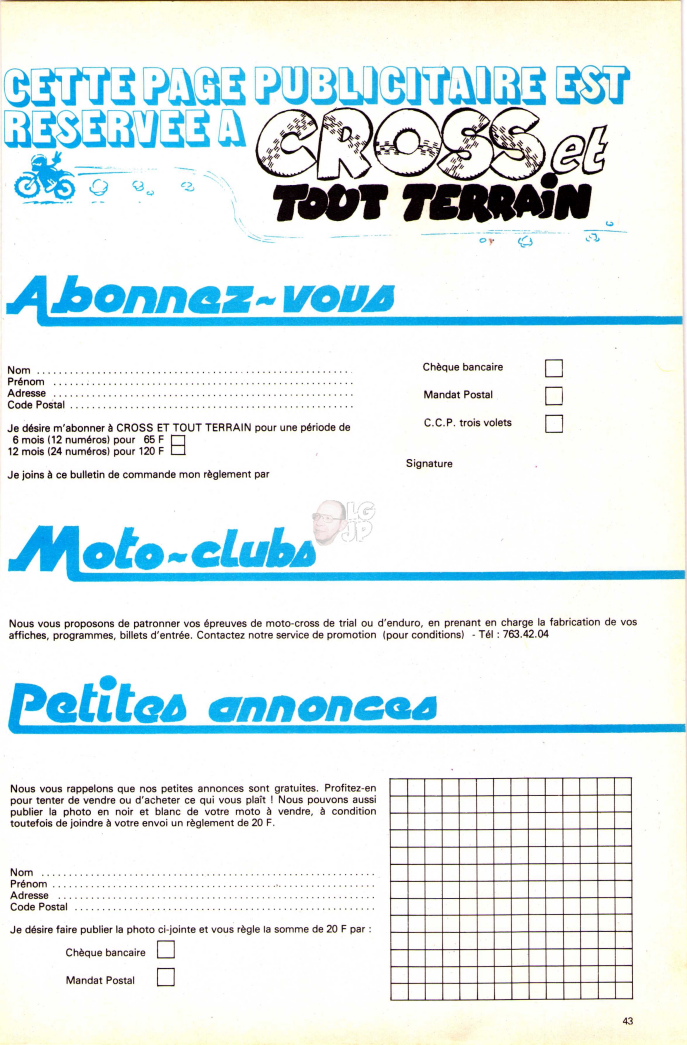 CETTE PAGE PUBLICITAIRE EST
RESERVEE A CROSS et
TOUT TERRAIN
Abonnez-vous
Nom
Prénom
Adresse
Code Postal
Je désire m'abonner à CROSS ET TOUT TERRAIN pour une période de
6 mois (12 numéros) pour 65 F
12 mois (24 numéros) pour 120 F
Je joins à ce bulletin de commande mon règlement par
Chèque bancaire
Mandat Postal
C.C.P. trois volets
Signature
LG
JP
Moto-clubs
Nous vous proposons de patronner vos épreuves de moto-cross de trial ou d'enduro, en prenant en charge la fabrication de vos
affiches, programmes, billets d'entrée. Contactez notre service de promotion (pour conditions) - Tél : 763.42.04
Petites annonces
Nous vous rappelons que nos petites annonces sont gratuites. Profitez-en
pour tenter de vendre ou d'acheter ce qui vous plaît ! Nous pouvons aussi
publier la photo en noir et blanc de votre moto à vendre, à condition
toutefois de joindre à votre envoi un règlement de 20 F.
Nom
Prénom
Adresse
Code Postal
Je désire faire publier la photo ci-jointe et vous règle la somme de 20 F par :
Chèque bancaire
Mandat Postal
43